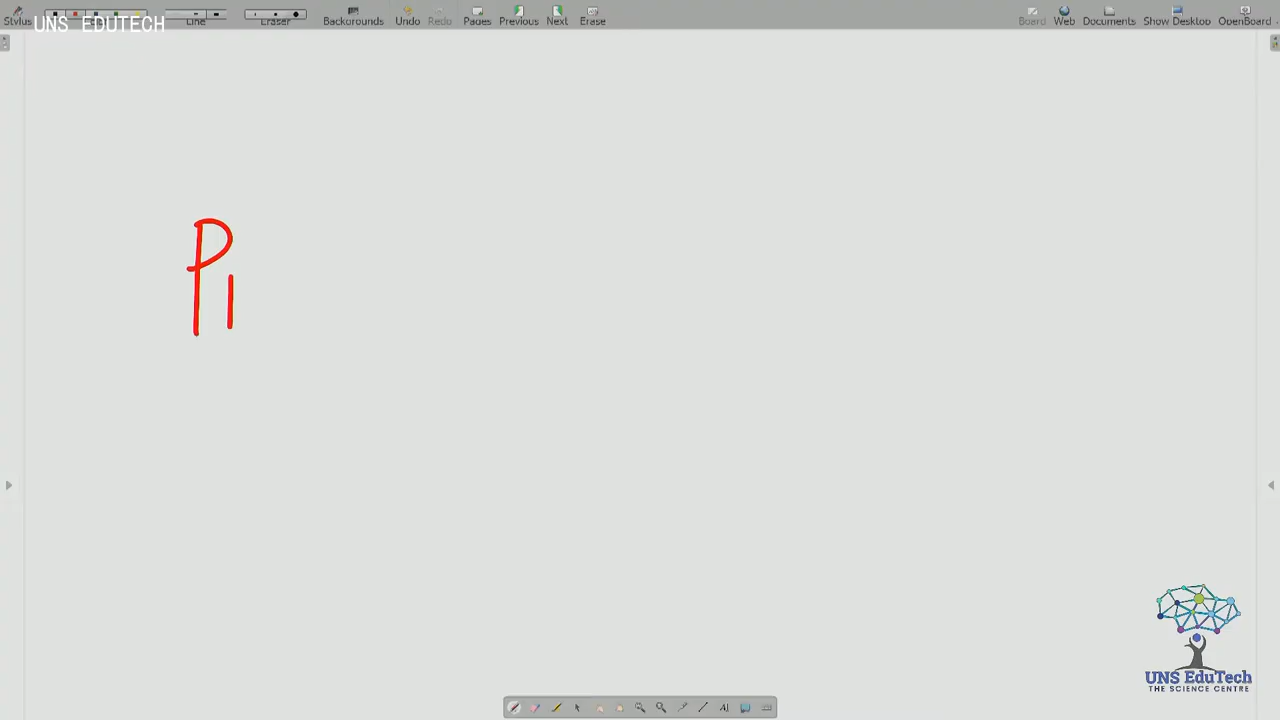 Stylus Line Eraser Backgrounds Undo Redo Pages Previous Next Erase Board Web Documents Show Desktop OpenBoard
UNS EDUTECH
P1
UNS EduTech
THE SCIENCE CENTRE